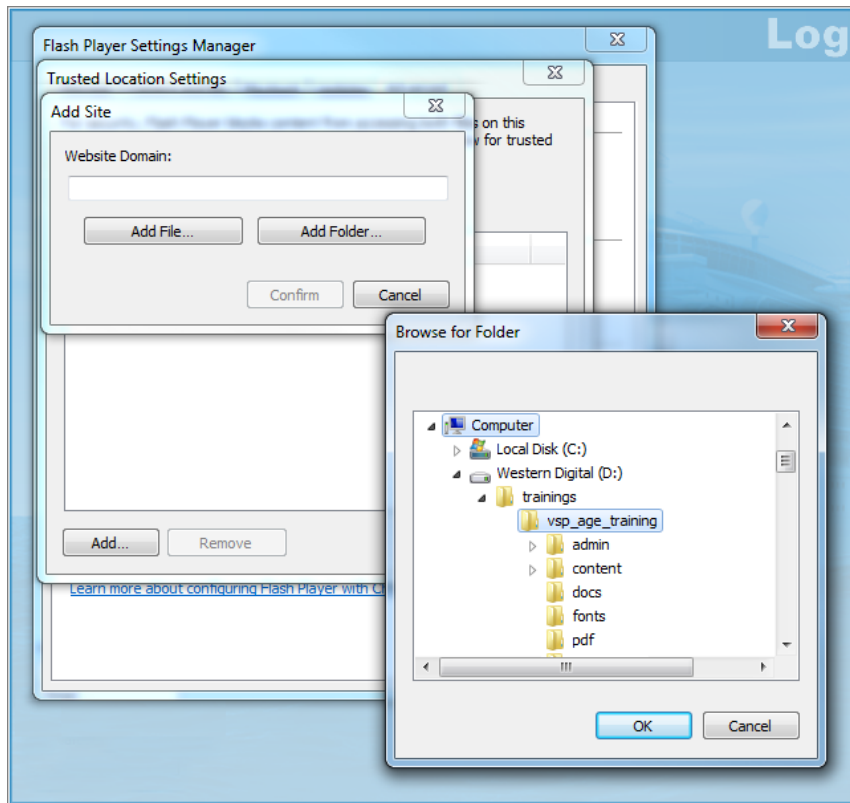 Log
Flash Player Settings Manager
Trusted Location Settings
Add Site
on this
for trusted
Website Domain:
Add File...
Add Folder...
Confirm
Cancel
Browse for Folder
Computer
Local Disk (C:)
Western Digital (D:)
trainings
vsp_age_training
admin
content
docs
fonts
pdf
Add...
Remove
Learn more about configuring Flash Player with C
OK
Cancel